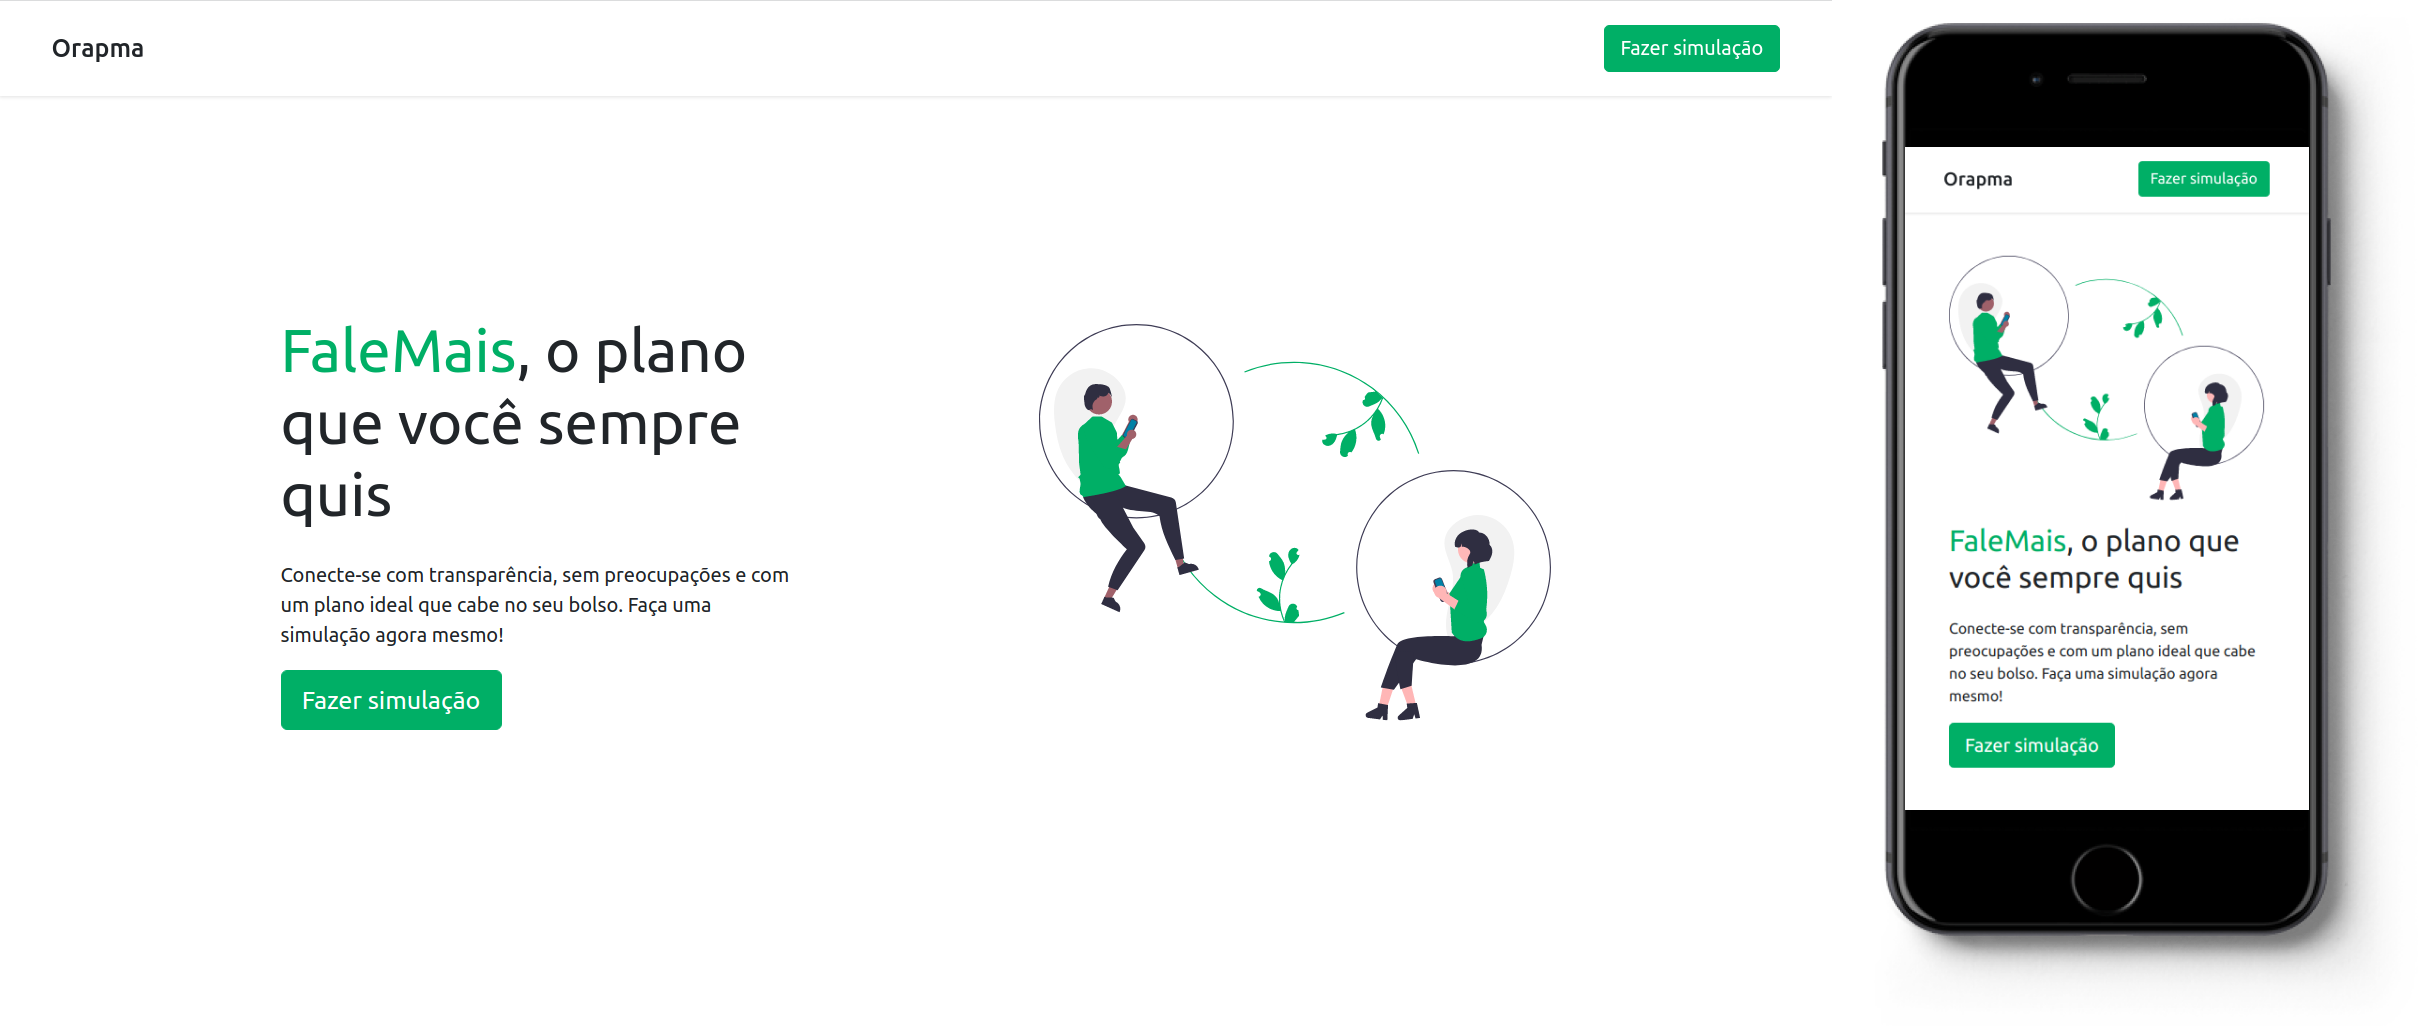 Orapma
Fazer simulação
FaleMais, o plano
que você sempre
quis
Conecte-se com transparência, sem preocupações e com
um plano ideal que cabe no seu bolso. Faça uma
simulação agora mesmo!
Fazer simulação
Orapma
Fazer simulação
FaleMais, o plano que
você sempre quis
Conecte-se com transparência, sem
preocupações e com um plano ideal que cabe
no seu bolso. Faça uma simulação agora
mesmo!
Fazer simulação